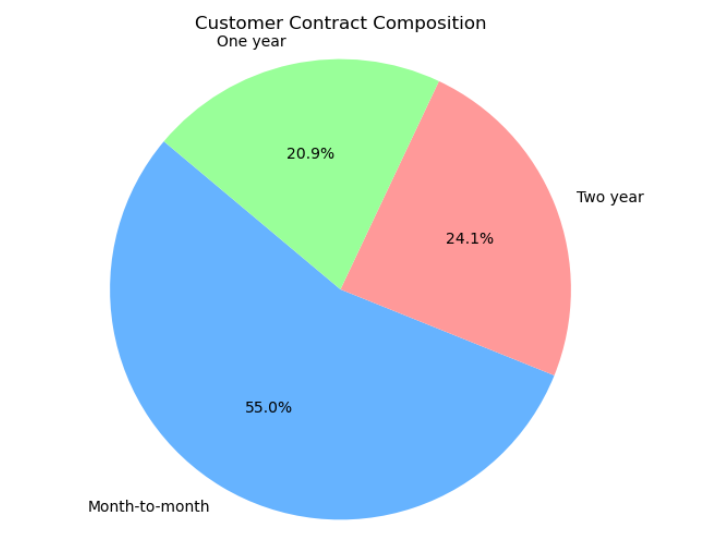 Customer Contract Composition
One year
20.9%
Two year
24.1%
55.0%
Month-to-month